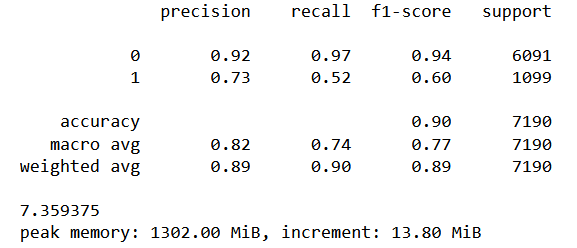 precision recall f1-score support
0 0.92 0.97 0.94 6091
1 0.73 0.52 0.60 1099
accuracy 0.90 7190
macro avg 0.82 0.74 0.77 7190
weighted avg 0.89 0.90 0.89 7190
7.359375
peak memory: 1302.00 MiB, increment: 13.80 MiB